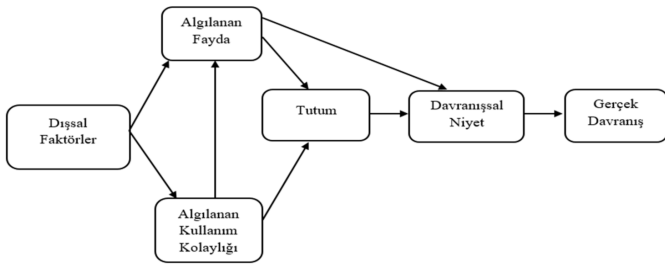 Algılanan
Fayda
Dışsal
Faktörler
Tutum
Davranışsal
Niyet
Gerçek
Davranış
Algılanan
Kullanım
Kolaylığı